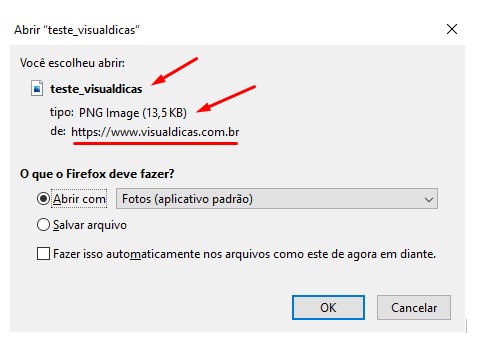 Abrir “teste_visualdicas”
Você escolheu abrir:
teste_visualdicas
tipo: PNG Image (13,5 KB)
de: https://www.visualdicas.com.br
O que o Firefox deve fazer?
Abrir com Fotos (aplicativo padrão)
Salvar arquivo
Fazer isso automaticamente nos arquivos como este de agora em diante.
OK Cancelar